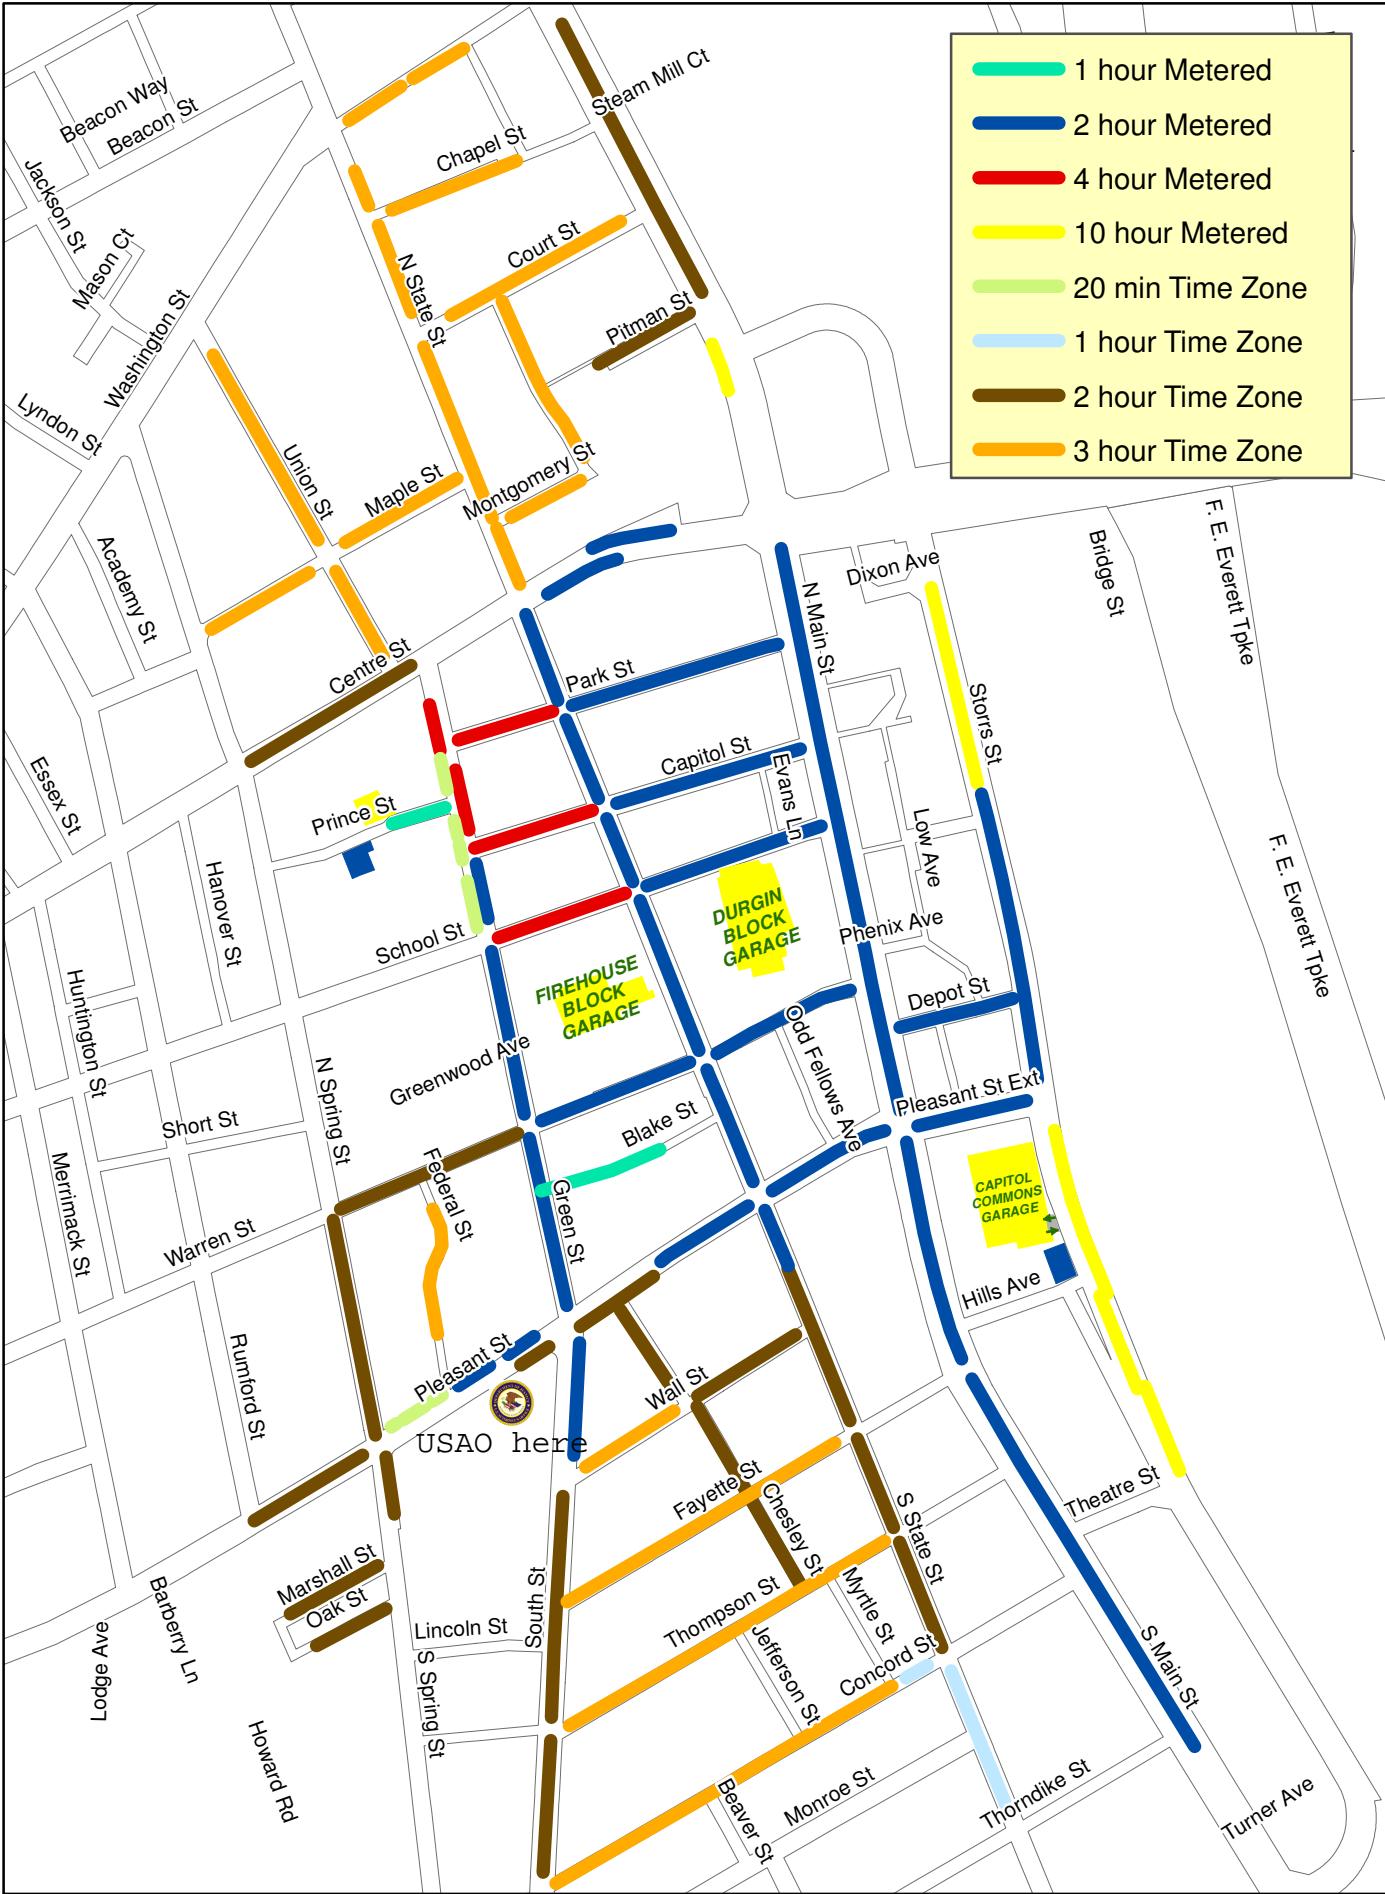 1 hour Metered
2 hour Metered
4 hour Metered
10 hour Metered
20 min Time Zone
1 hour Time Zone
2 hour Time Zone
3 hour Time Zone
Steam Mill Ct
Beacon Way
Beacon St
Chapel St
Jackson St
Mason Ct
Court St
N State St
Washington St
Pitman St
Lyndon St
Union St
Maple St
Montgomery St
Academy St
Dixon Ave
Bridge St
F. E. Everett Tpke
N Main St
Centre St
Park St
Storrs St
Essex St
Capitol St
Evans Ln
Prince St
Low Ave
F. E. Everett Tpke
Hanover St
DURGIN
BLOCK
GARAGE
School St
Phenix Ave
FIREHOUSE
BLOCK
GARAGE
Huntington St
Depot St
Odd Fellows Ave
Greenwood Ave
N Spring St
Pleasant St Ext
Short St
Blake St
Merrimack St
Federal St
Green St
CAPITOL
COMMONS
GARAGE
Warren St
Hills Ave
Rumford St
Pleasant St
Wall St
USAO here
Fayette St
Chesley St
Theatre St
S State St
Marshall St
Oak St
Barberry Ln
Lodge Ave
South St
Lincoln St
Thompson St
Myrtle St
Jefferson St
Concord St
S Main St
S Spring St
Howard Rd
Beaver St
Monroe St
Thorndike St
Turner Ave